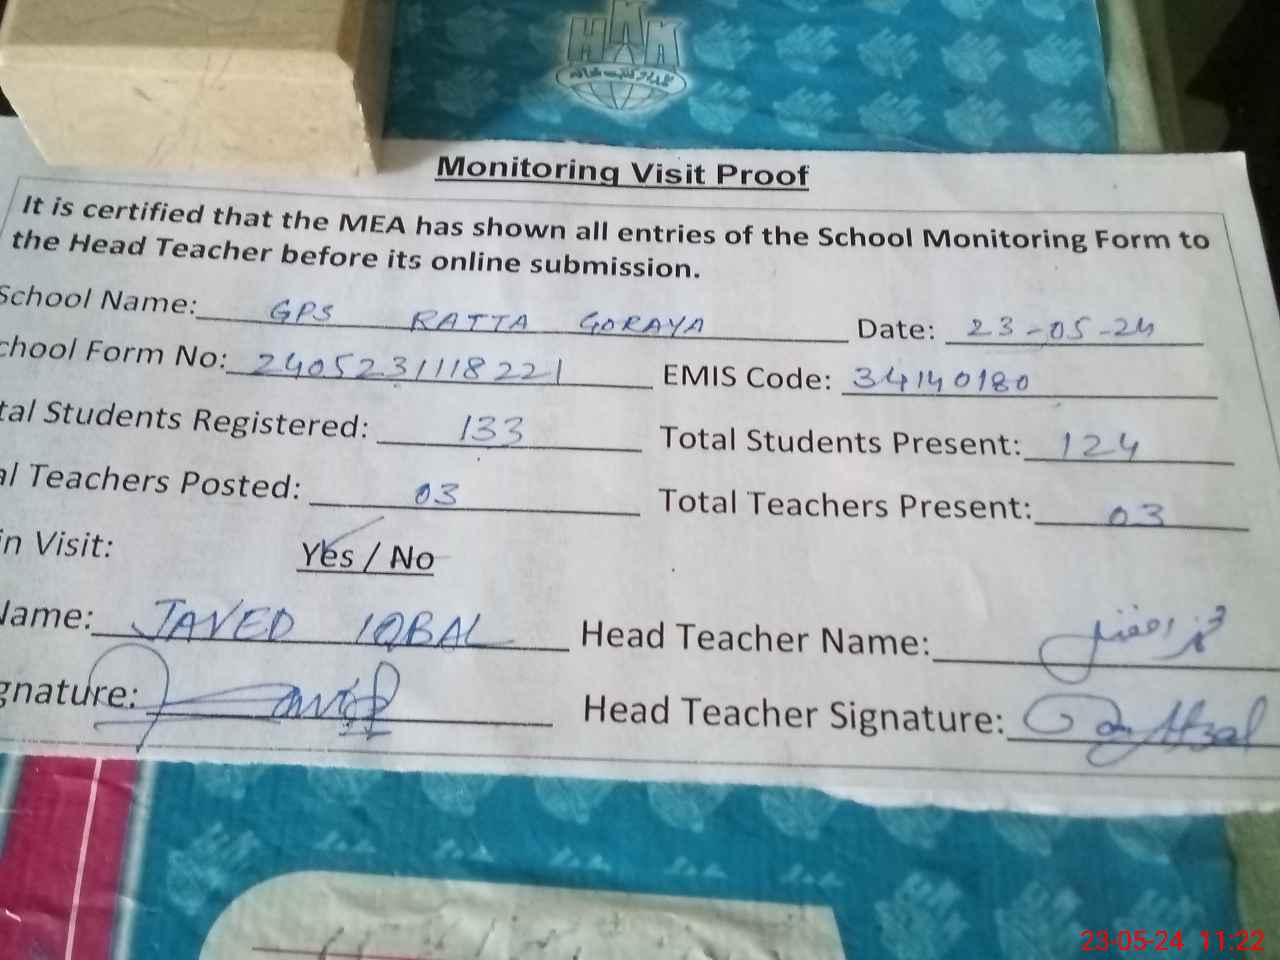 Monitoring Visit Proof
It is certified that the MEA has shown all entries of the School Monitoring Form to
the Head Teacher before its online submission.
School Name: GPS RATTA GORAYA Date: 23-05-24
chool Form No: 2405231118221 EMIS Code: 34140180
tal Students Registered: 133 Total Students Present: 124
al Teachers Posted: 03 Total Teachers Present: 03
in Visit: Yes / No
Name: JAVED IQBAL Head Teacher Name:
gnature: Javed Head Teacher Signature: Afzal
23-05-24 11:22